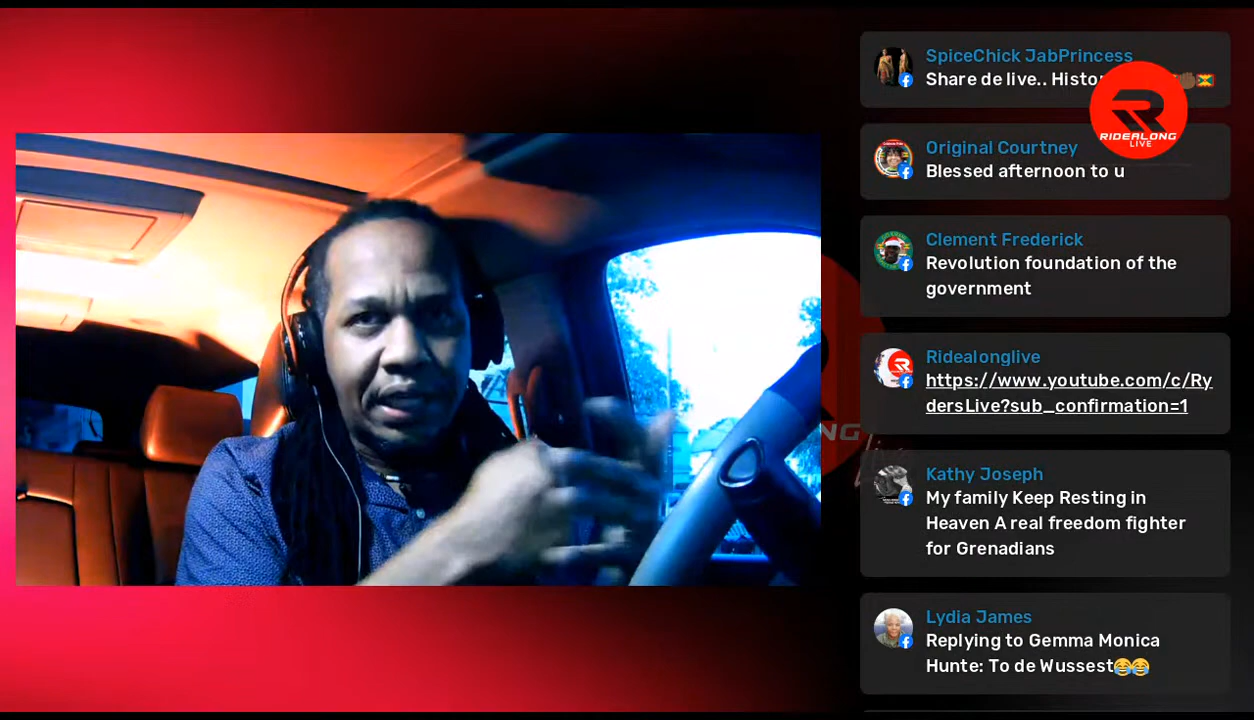 SpiceChick JabPrincess
Share de live.. Histo
RIDEALONG
LIVE
Original Courtney
Blessed afternoon to u
Clement Frederick
Revolution foundation of the
government
Ridealonglive
https://www.youtube.com/c/Ry
dersLive?sub_confirmation=1
NG
Kathy Joseph
My family Keep Resting in
Heaven A real freedom fighter
for Grenadians
Lydia James
Replying to Gemma Monica
Hunte: To de Wussest😂😂